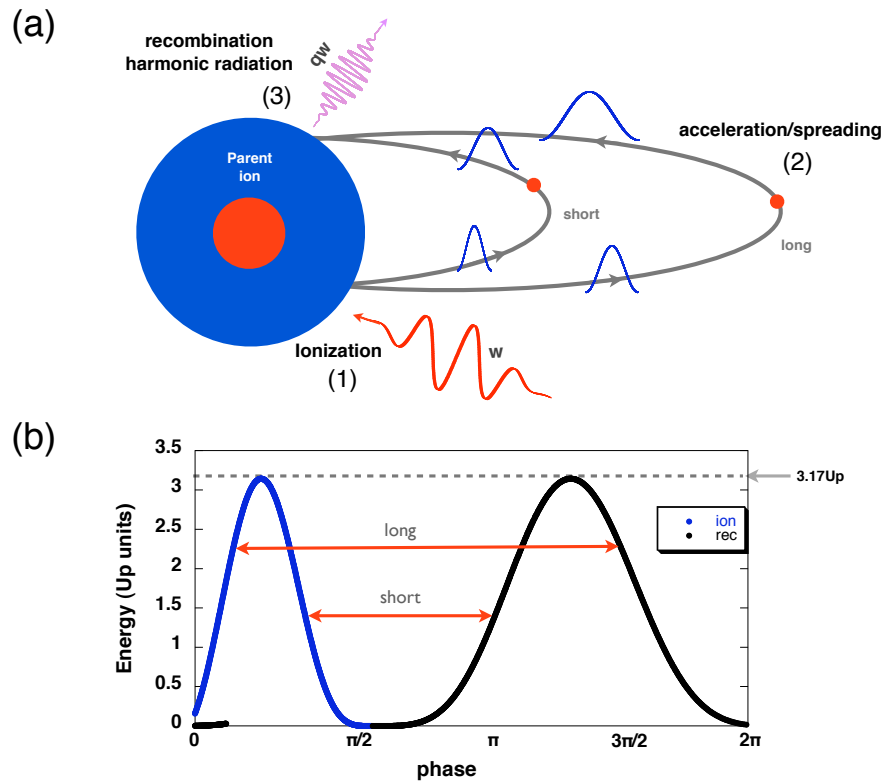 (a)
recombination
harmonic radiation
(3)
qw
Parent
ion
acceleration/spreading
(2)
short
long
Ionization
(1)
w
(b)
Energy (Up units)
3.5
3
2.5
2
1.5
1
0.5
0
long
short
3.17Up
ion
rec
0
π/2
π
3π/2
2π
phase